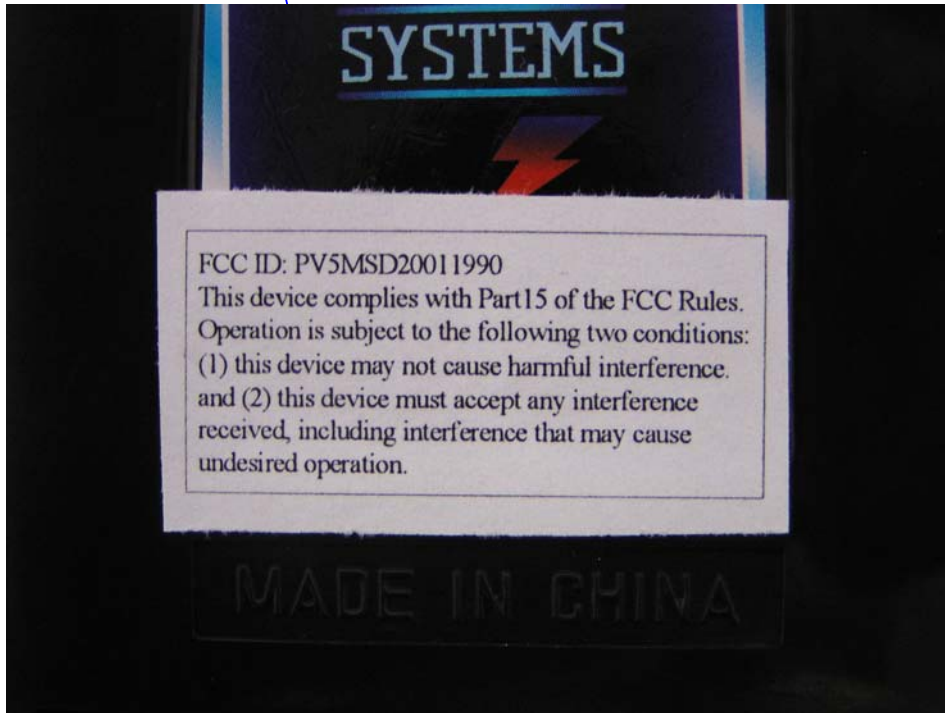 SYSTEMS
FCC ID: PV5MSD20011990
This device complies with Part15 of the FCC Rules.
Operation is subject to the following two conditions:
(1) this device may not cause harmful interference.
and (2) this device must accept any interference
received, including interference that may cause
undesired operation.
MADE IN CHINA